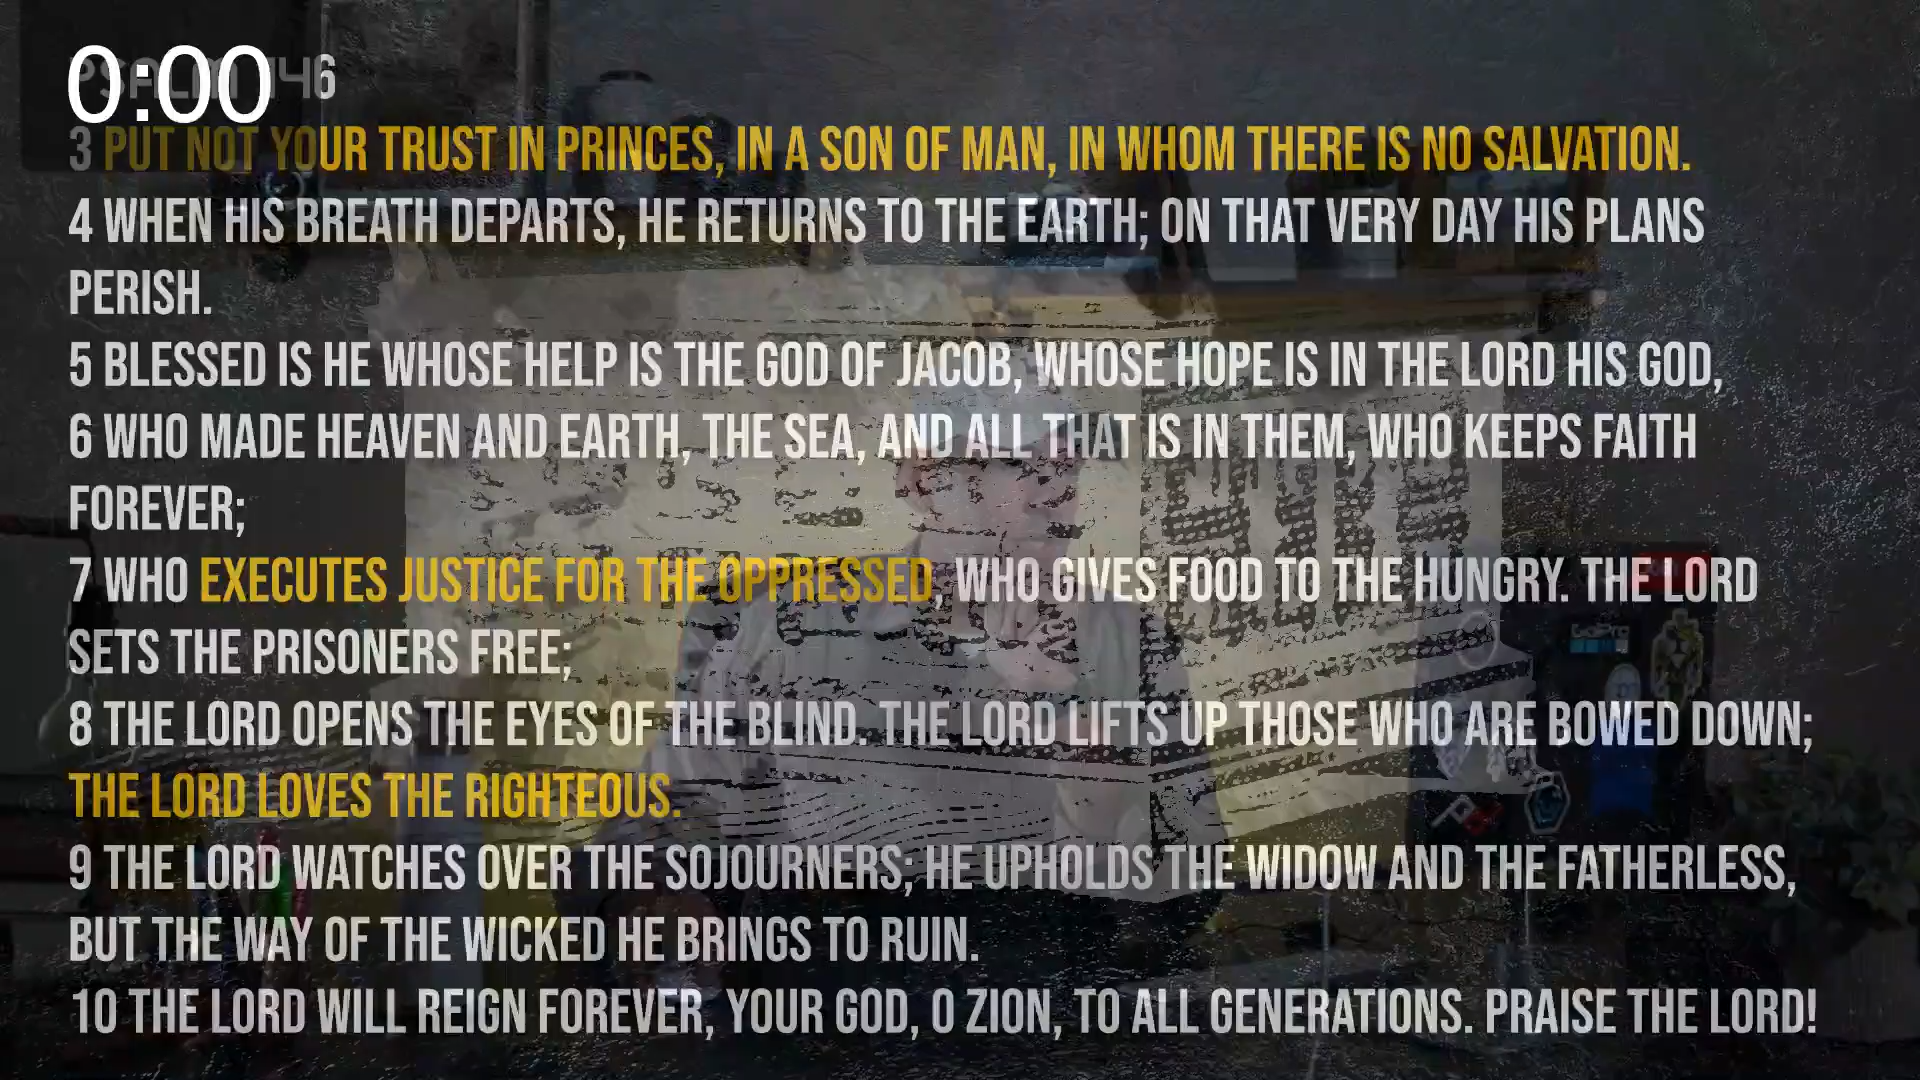 0:00
PSALM 146
3 PUT NOT YOUR TRUST IN PRINCES, IN A SON OF MAN, IN WHOM THERE IS NO SALVATION.
4 WHEN HIS BREATH DEPARTS, HE RETURNS TO THE EARTH; ON THAT VERY DAY HIS PLANS
PERISH.
5 BLESSED IS HE WHOSE HELP IS THE GOD OF JACOB, WHOSE HOPE IS IN THE LORD HIS GOD,
6 WHO MADE HEAVEN AND EARTH, THE SEA, AND ALL THAT IS IN THEM, WHO KEEPS FAITH
FOREVER;
7 WHO EXECUTES JUSTICE FOR THE OPPRESSED, WHO GIVES FOOD TO THE HUNGRY. THE LORD
SETS THE PRISONERS FREE;
GoPro
8 THE LORD OPENS THE EYES OF THE BLIND. THE LORD LIFTS UP THOSE WHO ARE BOWED DOWN;
THE LORD LOVES THE RIGHTEOUS.
9 THE LORD WATCHES OVER THE SOJOURNERS; HE UPHOLDS THE WIDOW AND THE FATHERLESS,
BUT THE WAY OF THE WICKED HE BRINGS TO RUIN.
10 THE LORD WILL REIGN FOREVER, YOUR GOD, O ZION, TO ALL GENERATIONS. PRAISE THE LORD!